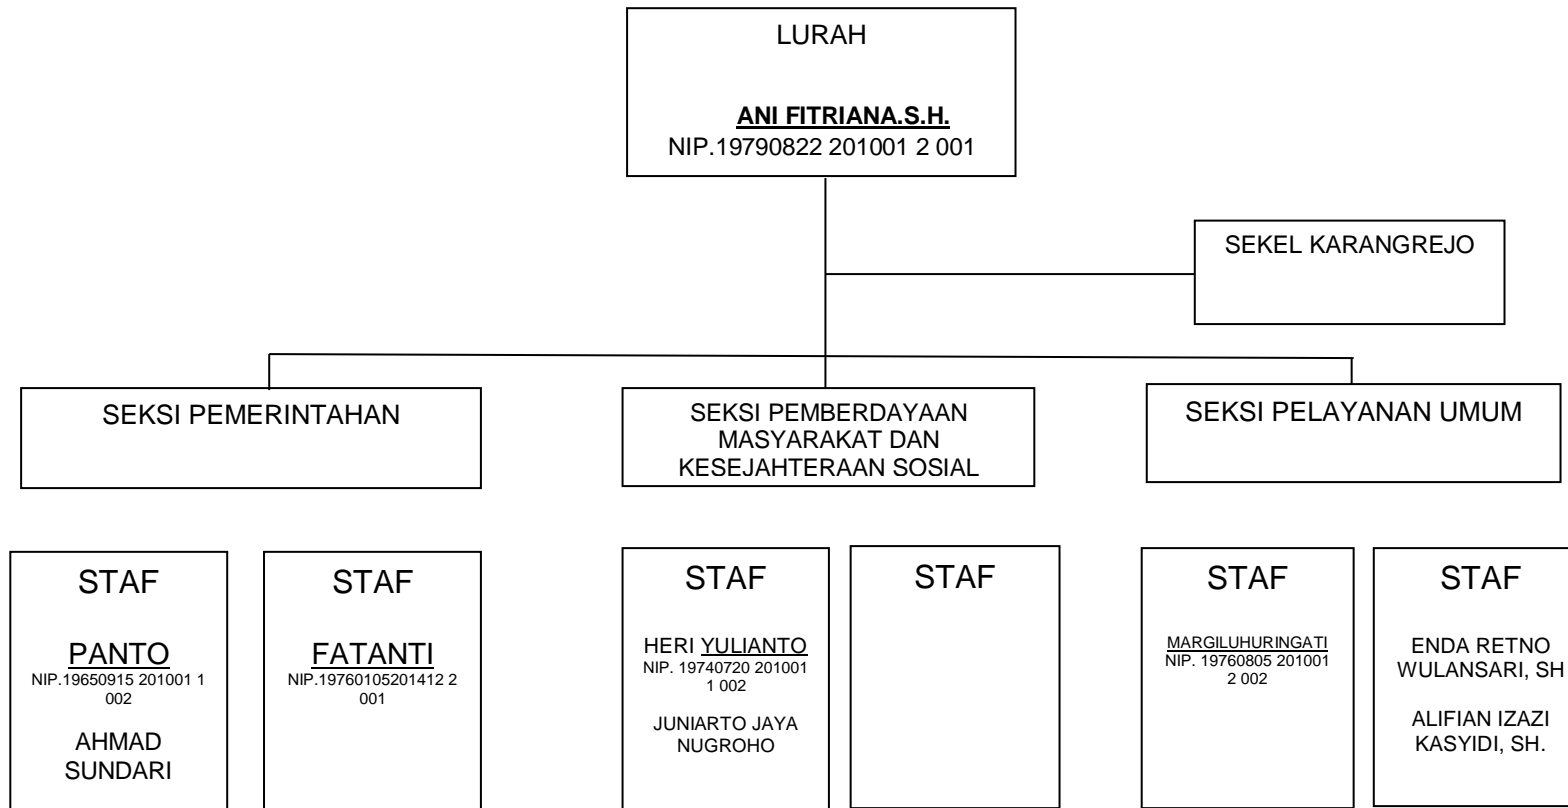 LURAH
ANI FITRIANA.S.H.
NIP.19790822 201001 2 001
SEKEL KARANGREJO
SEKSI PEMERINTAHAN
SEKSI PEMBERDAYAAN
MASYARAKAT DAN
KESEJAHTERAAN SOSIAL
SEKSI PELAYANAN UMUM
STAF
PANTO
NIP.19650915 201001 1
002
AHMAD
SUNDARI
STAF
FATANTI
NIP.19760105201412 2
001
STAF
HERI YULIANTO
NIP. 19740720 201001
1 002
JUNIARTO JAYA
NUGROHO
STAF
STAF
MARGILUHURINGATI
NIP. 19760805 201001
2 002
STAF
ENDA RETNO
WULANSARI, SH
ALIFIAN IZAZI
KASYIDI, SH.